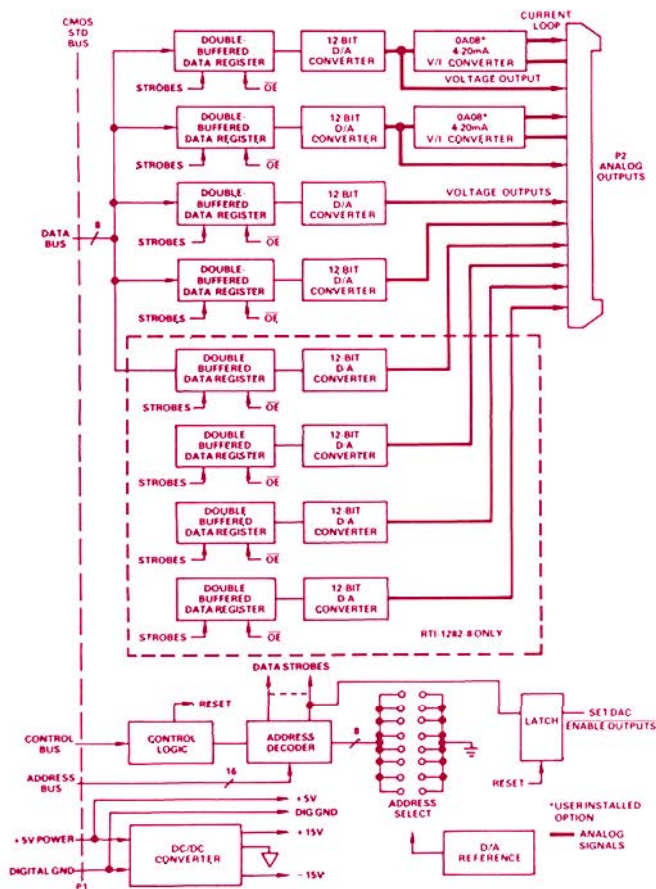 CMOS
STD
BUS
DOUBLE-
BUFFERED
DATA REGISTER
12-BIT
D/A
CONVERTER
0A08*
4-20mA
V/I CONVERTER
CURRENT
LOOP
STROBES
OE
VOLTAGE OUTPUT
DOUBLE-
BUFFERED
DATA REGISTER
12 BIT
D/A
CONVERTER
0A08*
4-20mA
V/I CONVERTER
STROBES
OE
P2
ANALOG
OUTPUTS
DOUBLE-
BUFFERED
DATA REGISTER
12 BIT
D/A
CONVERTER
VOLTAGE OUTPUTS
8
DATA
BUS
STROBES
OE
DOUBLE-
BUFFERED
DATA REGISTER
12 BIT
D/A
CONVERTER
STROBES
OE
DOUBLE
BUFFERED
DATA REGISTER
12-BIT
D/A
CONVERTER
STROBES
OE
DOUBLE
BUFFERED
DATA REGISTER
12-BIT
D/A
CONVERTER
STROBES
OE
DOUBLE
BUFFERED
DATA REGISTER
12-BIT
D/A
CONVERTER
STROBES
OE
DOUBLE
BUFFERED
DATA REGISTER
12-BIT
D/A
CONVERTER
STROBES
OE
RTI-1282-8 ONLY
DATA STROBES
RESET
CONTROL
BUS
CONTROL
LOGIC
ADDRESS
DECODER
8
LATCH
SET DAC
ENABLE OUTPUTS
ADDRESS
BUS
16
RESET
ADDRESS
SELECT
+5V
DIG GND
+5V POWER
DC/DC
CONVERTER
+15V
DIGITAL GND
-15V
P1
D/A
REFERENCE
*USER INSTALLED
OPTION
ANALOG
SIGNALS